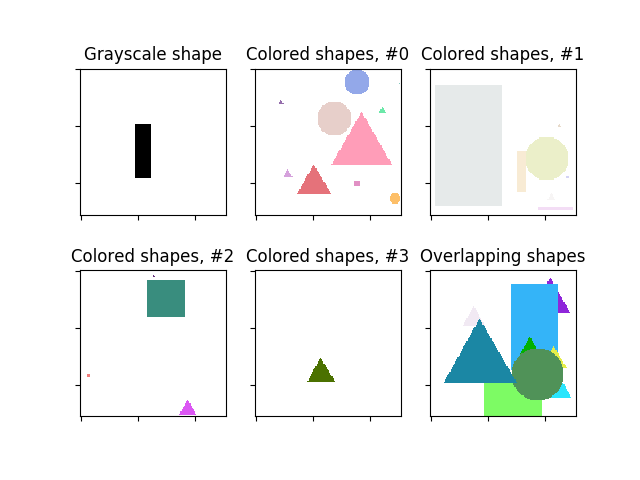 Grayscale shape
Colored shapes, #0
Colored shapes, #1
Colored shapes, #2
Colored shapes, #3
Overlapping shapes